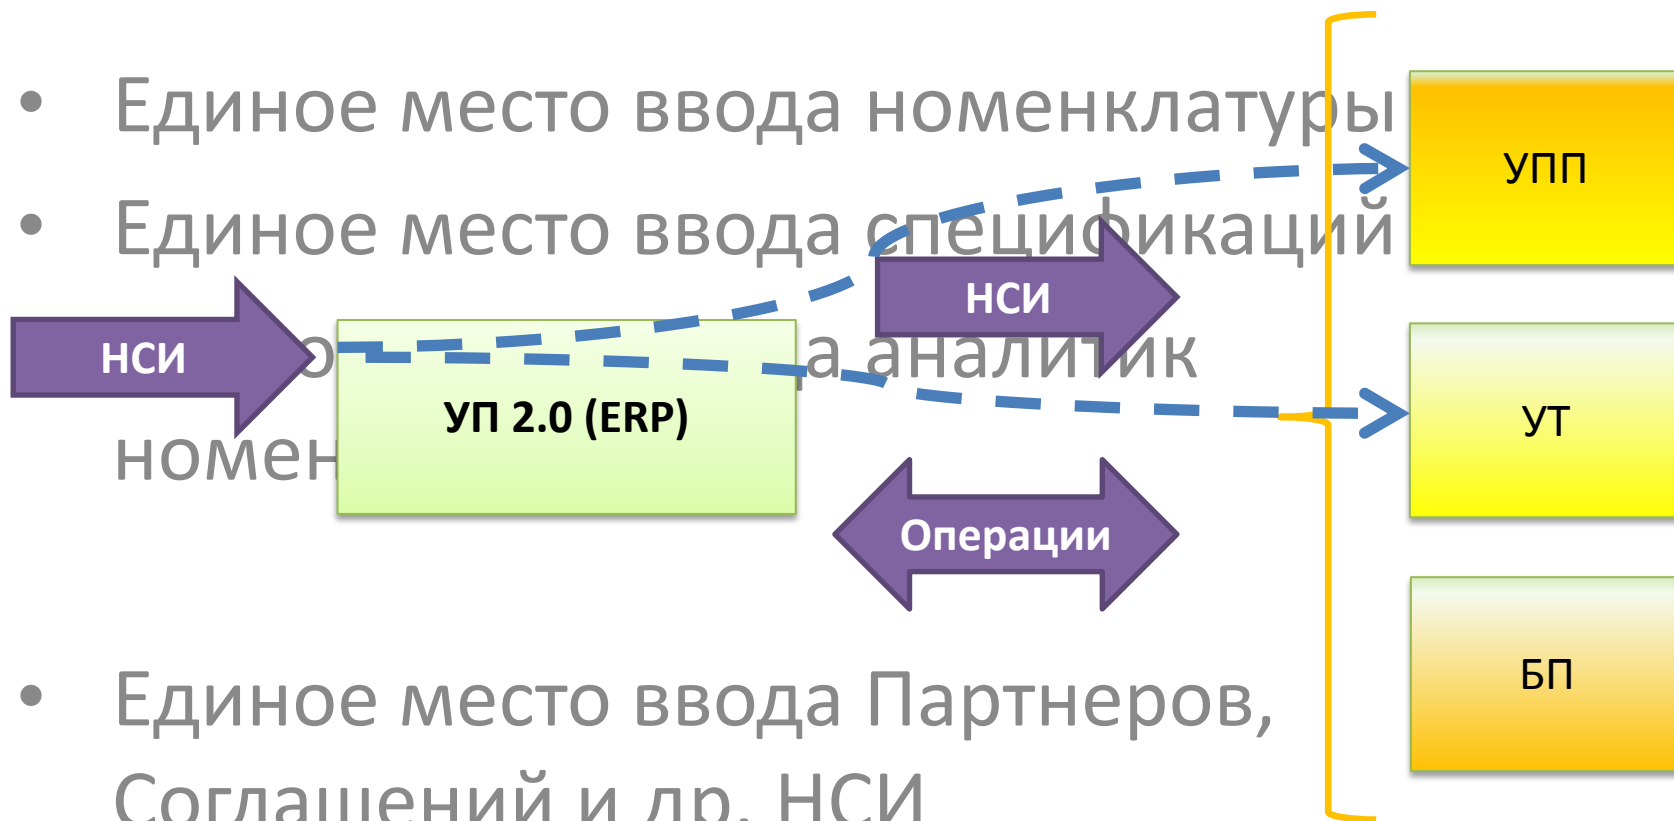 Единое место ввода номенклатуры
УПП
Единое место ввода спецификаций
НСИ
НСИ
аналитик
УП 2.0 (ERP)
УТ
Операции
БП
Единое место ввода Партнеров,
Соглашений и др. НСИ